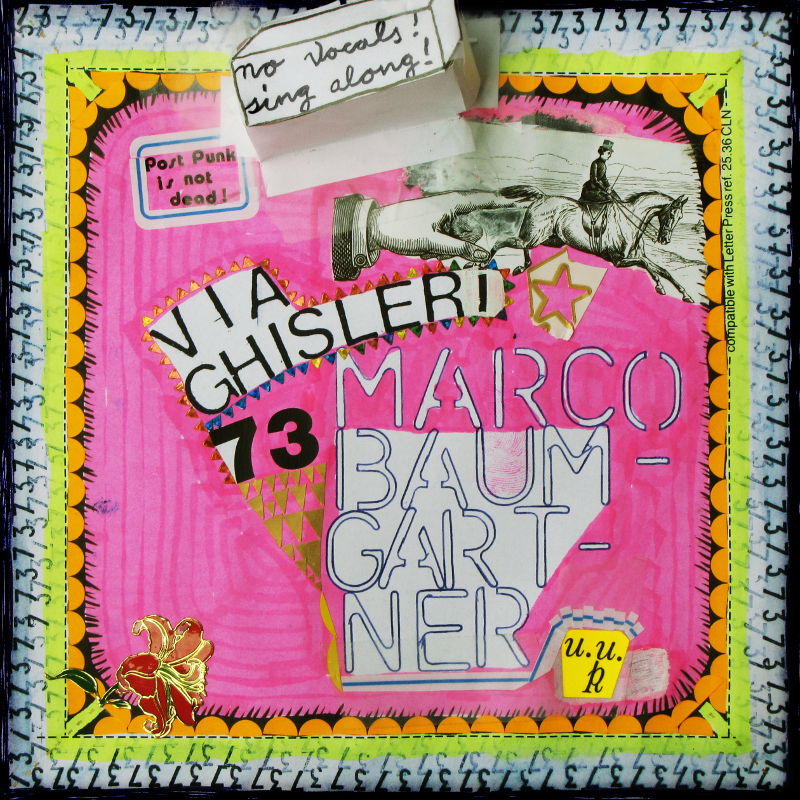 no vocals!
sing along!
Post Punk
is not
dead!
compatible with Letter Press ref. 25.36 CLN
VIA
GHISLERI
73
MARCO
BAUM-
GART-
NER
u.u.
R